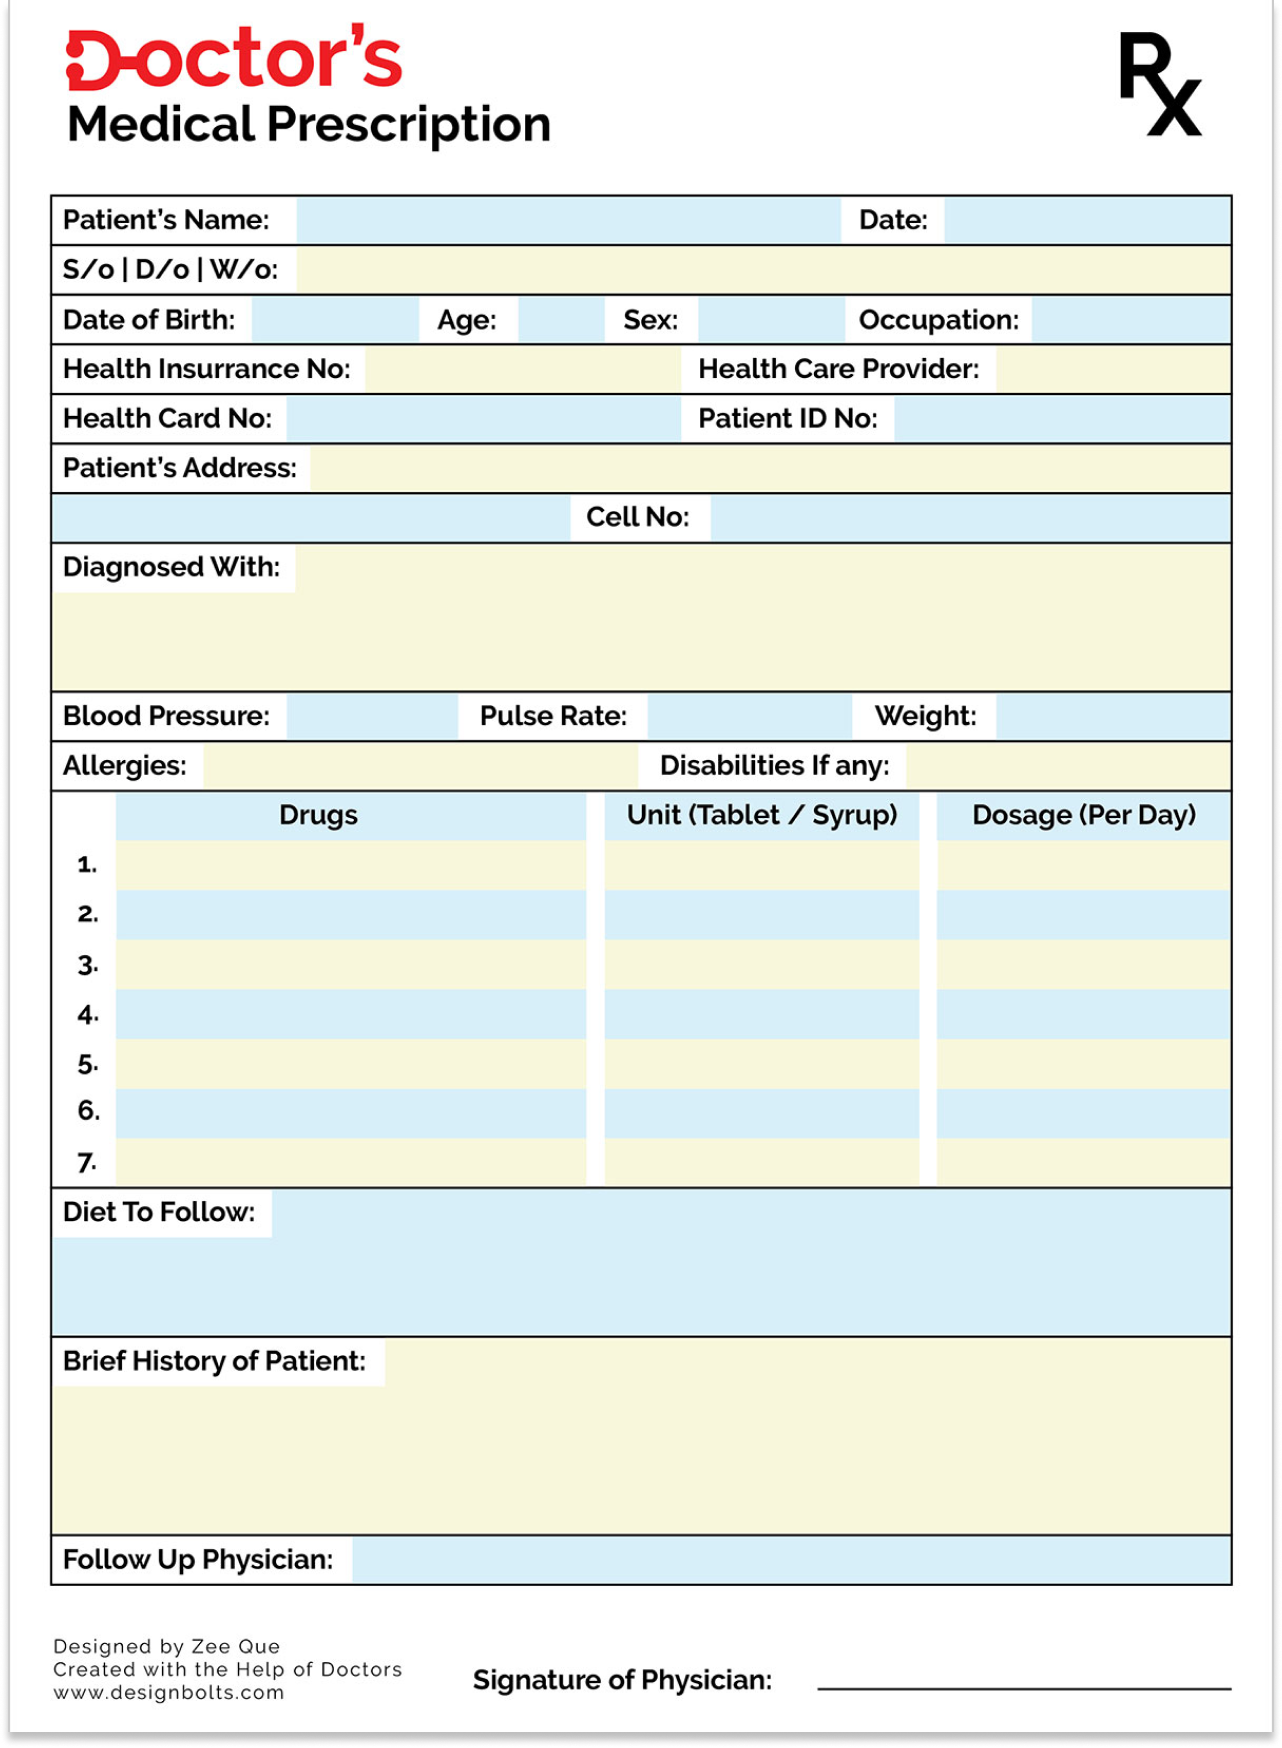 Doctor's
Medical Prescription
Rx
Patient's Name: Date:
S/o | D/o | W/o:
Date of Birth: Age: Sex: Occupation:
Health Insurrance No: Health Care Provider:
Health Card No: Patient ID No:
Patient's Address:
Cell No:
Diagnosed With:
Blood Pressure: Pulse Rate: Weight:
Allergies: Disabilities If any:
Drugs Unit (Tablet / Syrup) Dosage (Per Day)
1.
2.
3.
4.
5.
6.
7.
Diet To Follow:
Brief History of Patient:
Follow Up Physician:
Designed by Zee Que
Created with the Help of Doctors
www.designbolts.com
Signature of Physician: